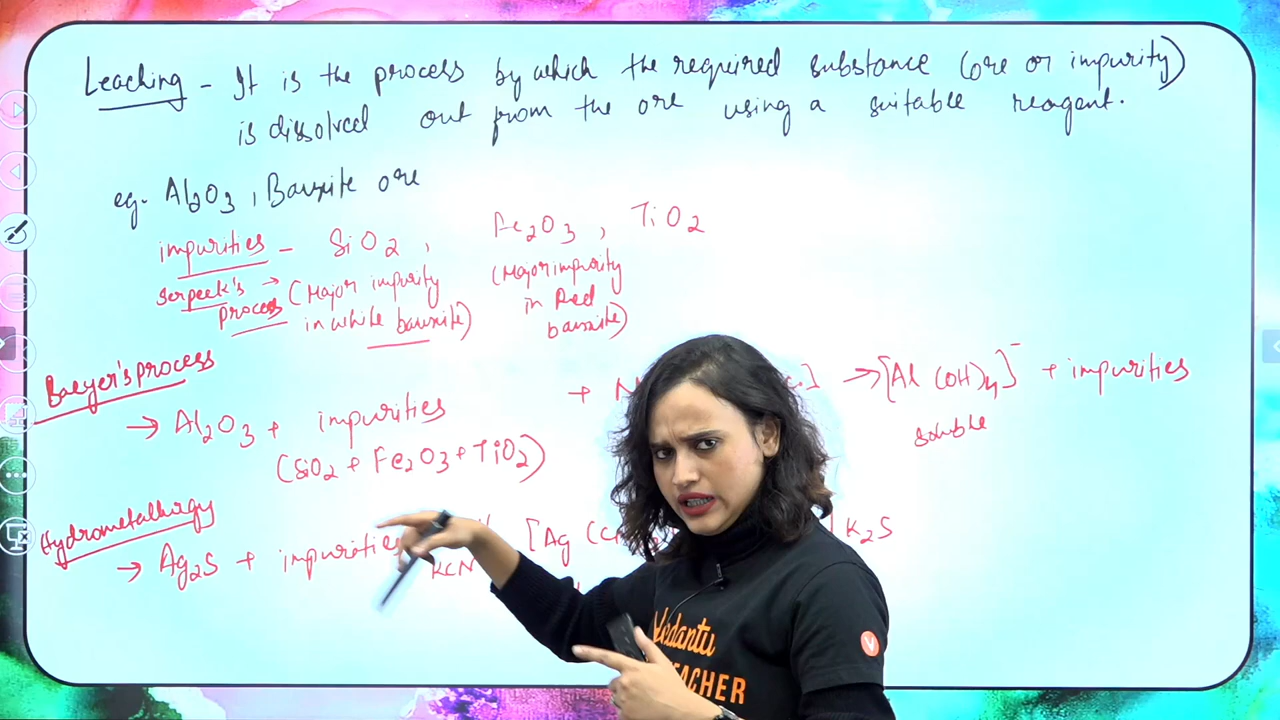 Leaching - It is the process by which the required substance (ore or impurity)
is dissolved out from the ore using a suitable reagent.
eg. Al2O3, Bauxite ore
impurities - SiO2, Fe2O3, TiO2
Serpeek's → (Major impurity
process in white bauxite)
(Major impurity
in Red
bauxite)
Baeyer's process
→ Al2O3 + impurities + → [Al(OH)4]⁻ + impurities
(SiO2 + Fe2O3 + TiO2)
soluble
Hydrometallurgy
→ Ag2S + impurities KCN [Ag K2S
Vedantu
TEACHER